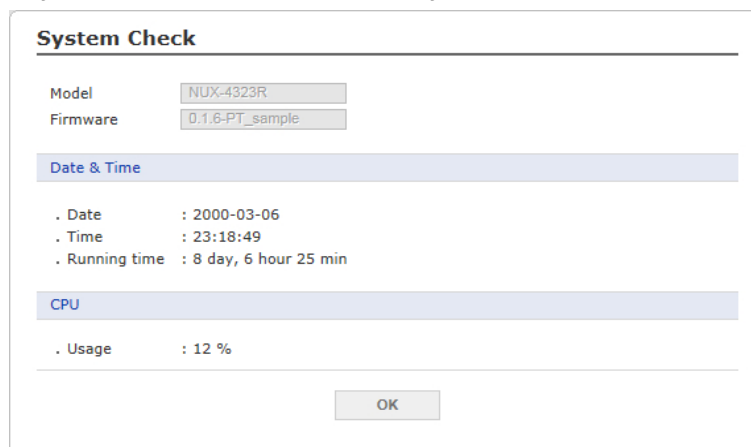 System Check
Model NUX-4323R
Firmware 0.1.6-PT_sample
Date & Time
. Date : 2000-03-06
. Time : 23:18:49
. Running time : 8 day, 6 hour 25 min
CPU
. Usage : 12 %
OK